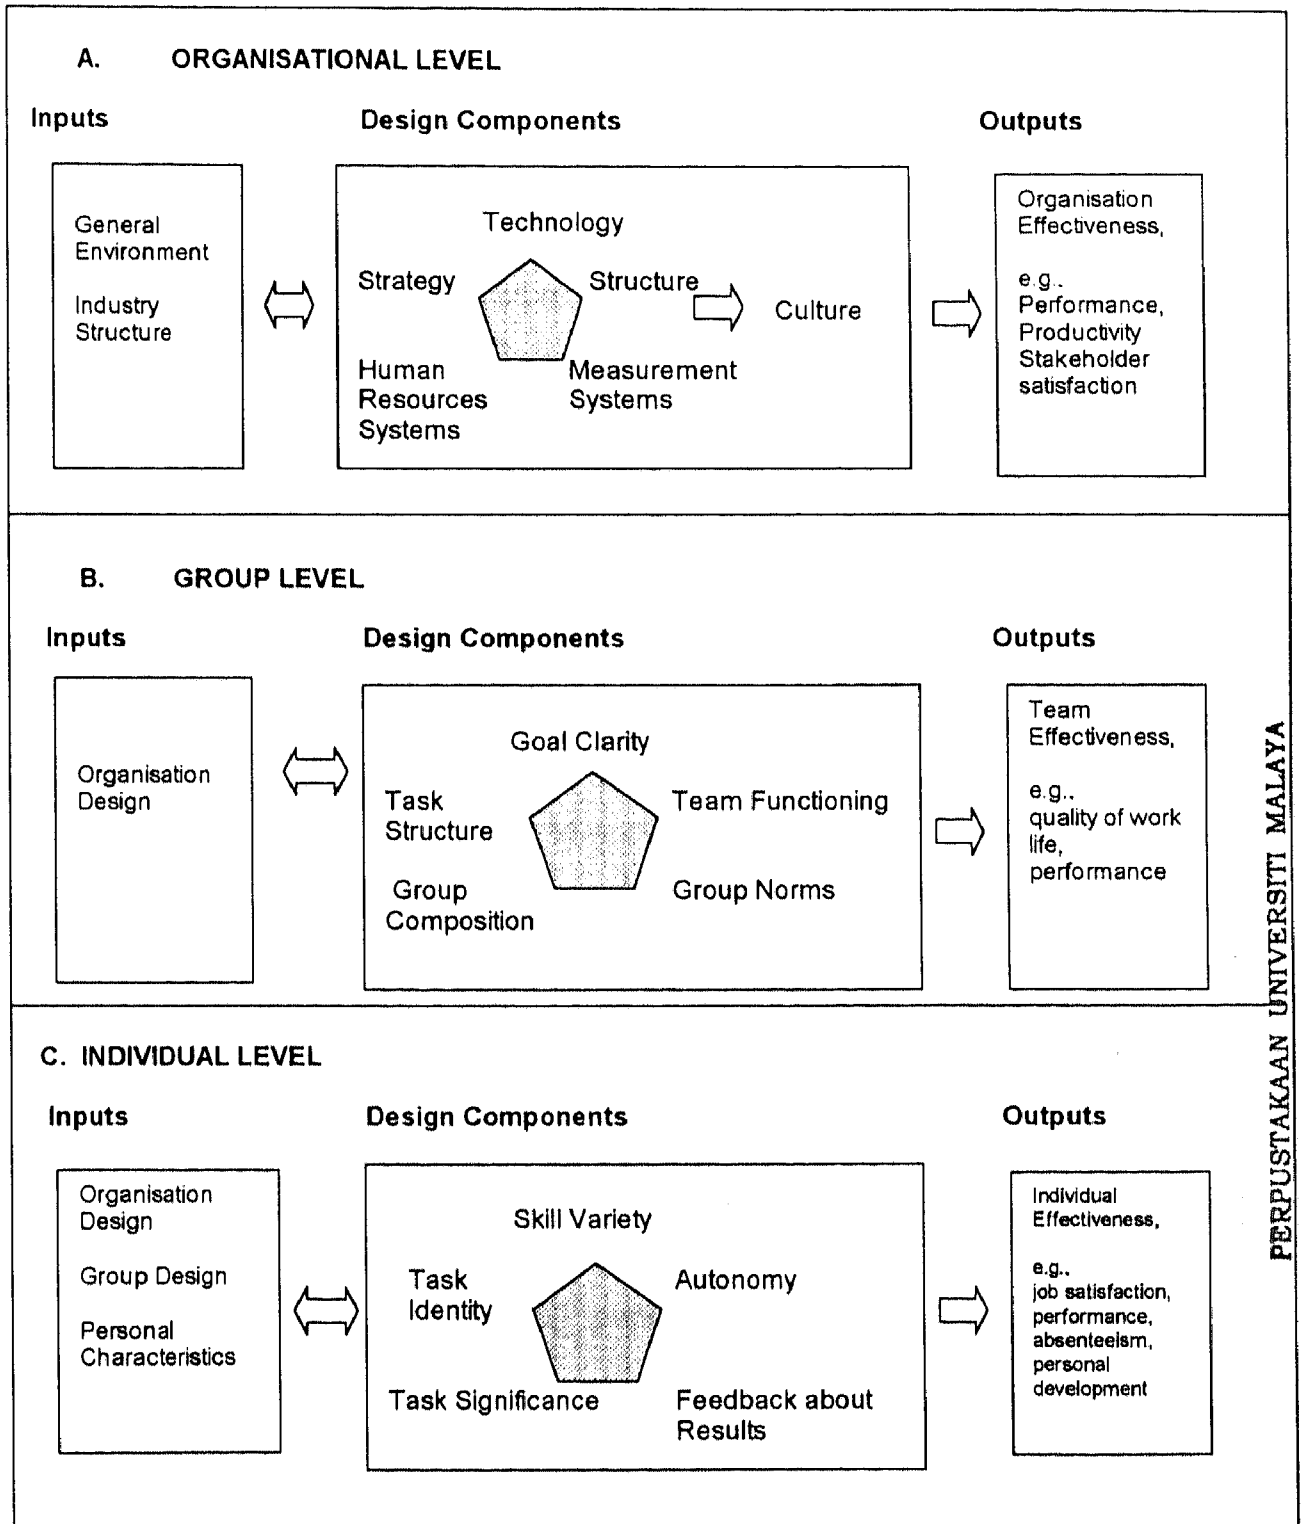 A. ORGANISATIONAL LEVEL
Inputs
Design Components
Outputs
General
Environment
Industry
Structure
Technology
Strategy
Structure
Culture
Human
Resources
Systems
Measurement
Systems
Organisation
Effectiveness,
e.g..
Performance,
Productivity
Stakeholder
satisfaction
B. GROUP LEVEL
Inputs
Design Components
Outputs
Organisation
Design
Goal Clarity
Task
Structure
Team Functioning
Group
Composition
Group Norms
Team
Effectiveness,
e.g.,
quality of work
life,
performance
C. INDIVIDUAL LEVEL
Inputs
Design Components
Outputs
Organisation
Design
Group Design
Personal
Characteristics
Skill Variety
Task
Identity
Autonomy
Task Significance
Feedback about
Results
Individual
Effectiveness,
e.g.,
job satisfaction,
performance,
absenteeism,
personal
development
PERPUSTAKAAN UNIVERSITI MALAYA